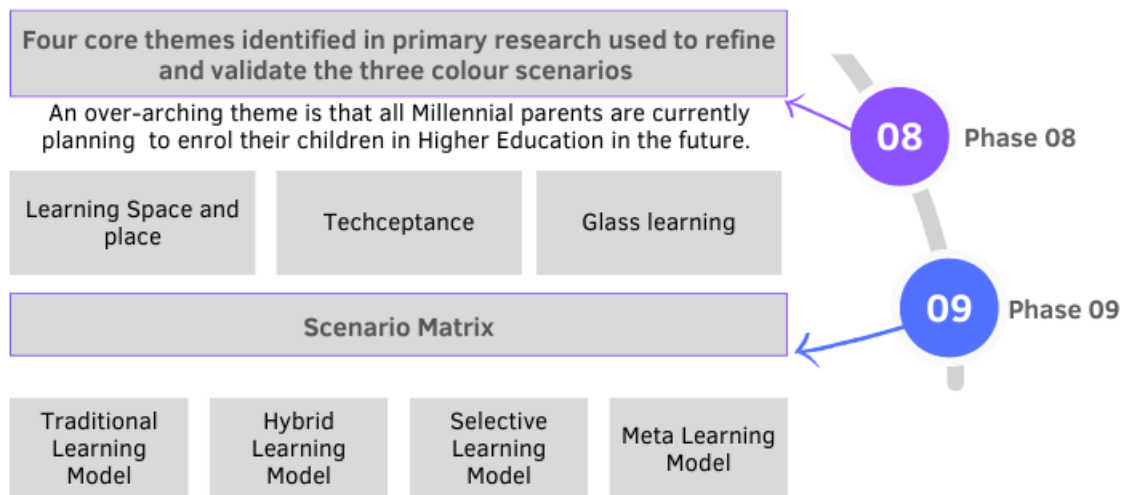 Four core themes identified in primary research used to refine
and validate the three colour scenarios
An over-arching theme is that all Millennial parents are currently
planning to enrol their children in Higher Education in the future.
08
Phase 08
Learning Space and
place
Techceptance
Glass learning
09
Phase 09
Scenario Matrix
Traditional
Learning
Model
Hybrid
Learning
Model
Selective
Learning
Model
Meta Learning
Model